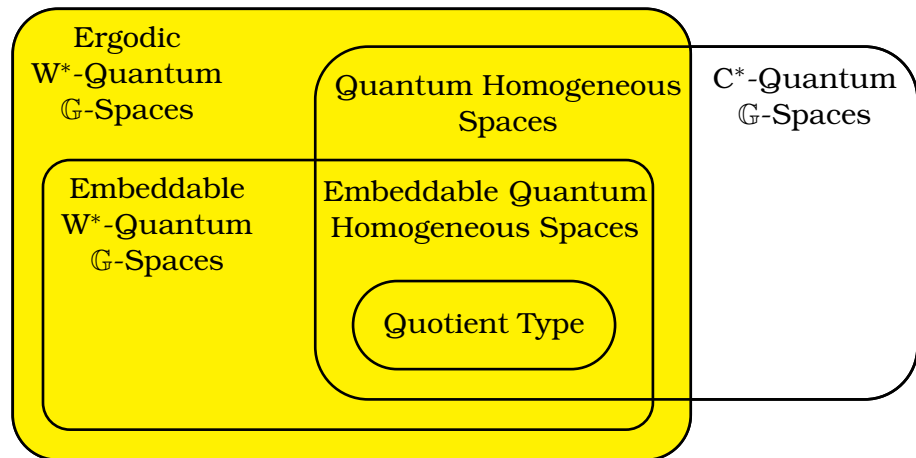 Ergodic
W*-Quantum
𝔾-Spaces
Quantum Homogeneous
Spaces
C*-Quantum
𝔾-Spaces
Embeddable
W*-Quantum
𝔾-Spaces
Embeddable Quantum
Homogeneous Spaces
Quotient Type